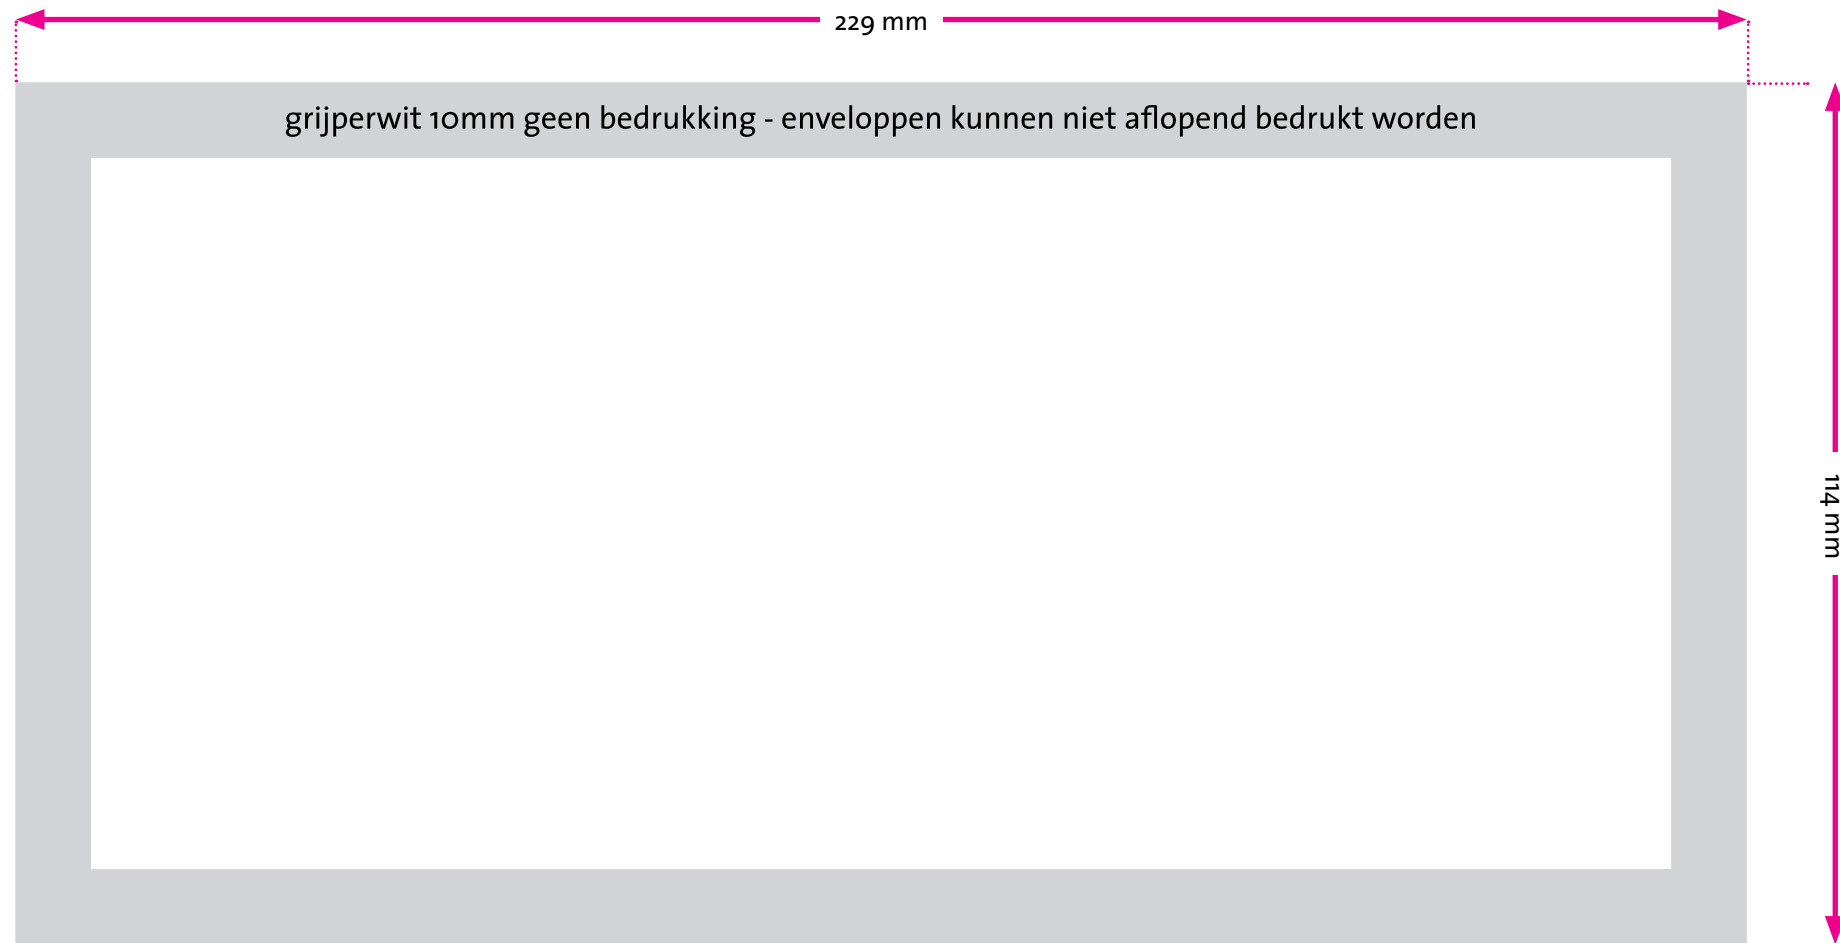 229 mm
grijperwit 10mm geen bedrukking - enveloppen kunnen niet aflopend bedrukt worden
114 mm